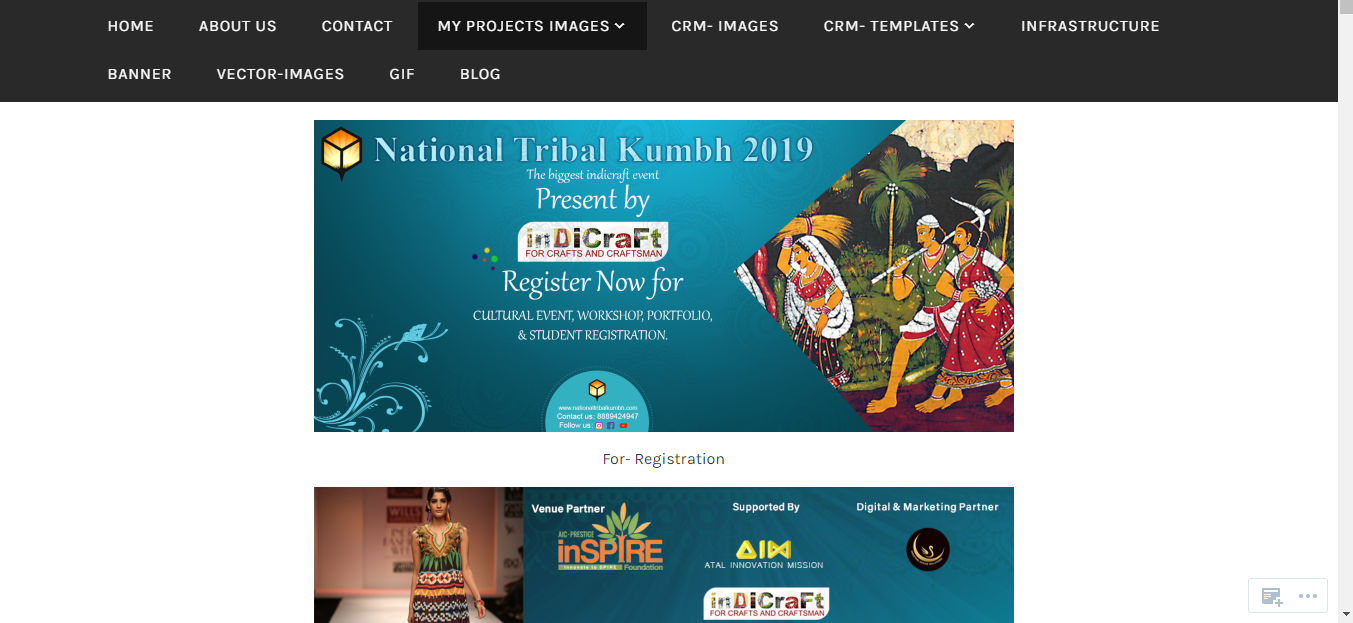 HOME ABOUT US CONTACT MY PROJECTS IMAGES CRM- IMAGES CRM- TEMPLATES INFRASTRUCTURE
BANNER VECTOR-IMAGES GIF BLOG
National Tribal Kumbh 2019
The biggest indicraft event
Present by
inDiCraFt
FOR CRAFTS AND CRAFTSMAN
Register Now for
CULTURAL EVENT, WORKSHOP, PORTFOLIO,
& STUDENT REGISTRATION.
www.nationaltribalkumbh.com
Contact us: 8889424947
Follow us:
For- Registration
Venue Partner
AIC-PRESTICE
inSPIRE
Innovate to SPIRE Foundation
Supported By
AIM
ATAL INNOVATION MISSION
Digital & Marketing Partner
inDiCraFt
FOR CRAFTS AND CRAFTSMAN
WILLS